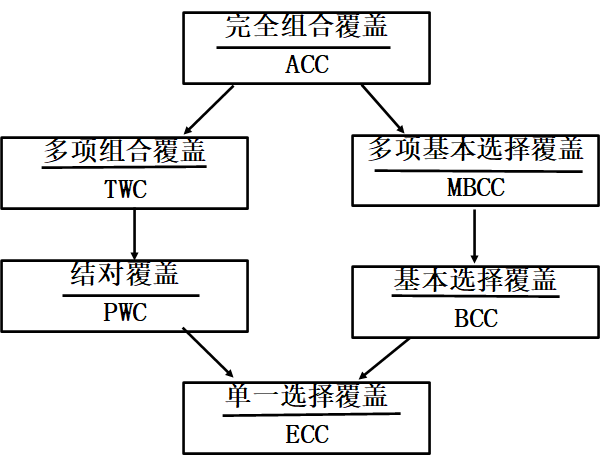 完全组合覆盖
ACC
多项组合覆盖
TWC
多项基本选择覆盖
MBCC
结对覆盖
PWC
基本选择覆盖
BCC
单一选择覆盖
ECC